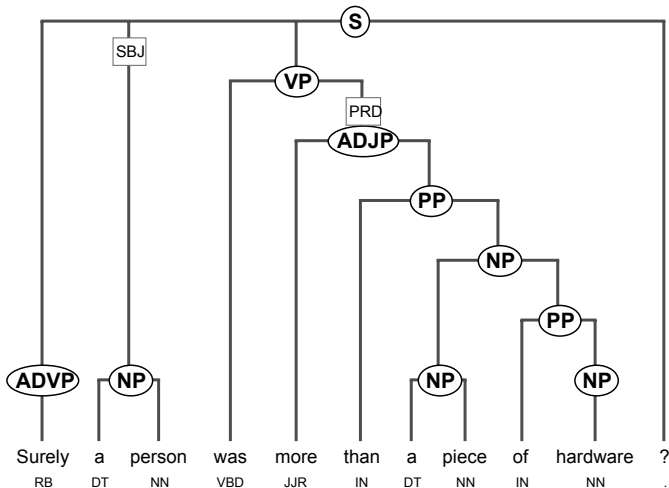 S
SBJ
VP
PRD
ADJP
PP
NP
PP
ADVP NP NP NP
Surely a person was more than a piece of hardware ?
RB DT NN VBD JJR IN DT NN IN NN .